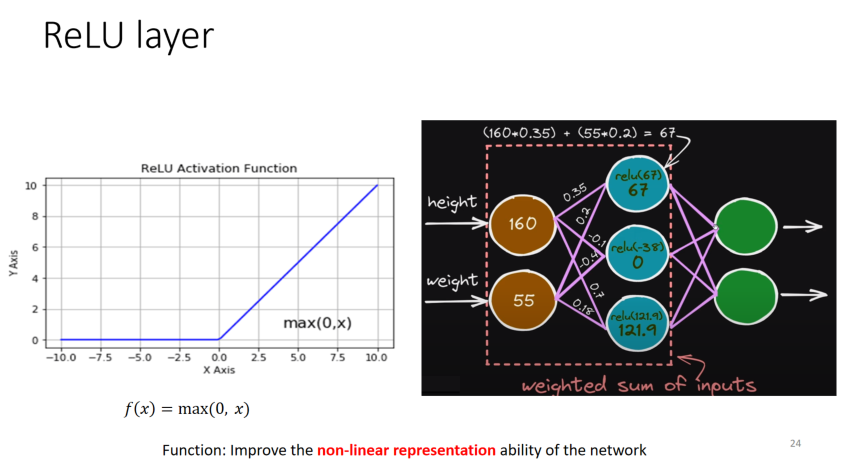 ReLU layer
ReLU Activation Function
10
8
6
4
2
0
Y Axis
max(0,x)
−10.0 −7.5 −5.0 −2.5 0.0 2.5 5.0 7.5 10.0
X Axis
f(x) = max(0, x)
(160*0.35) + (55*0.2) = 67
height
weight
160
55
0.35
0.2
-0.1
-0.4
0.7
0.18
relu(67)
67
relu(-38)
0
relu(121.9)
121.9
weighted sum of inputs
Function: Improve the non-linear representation ability of the network
24